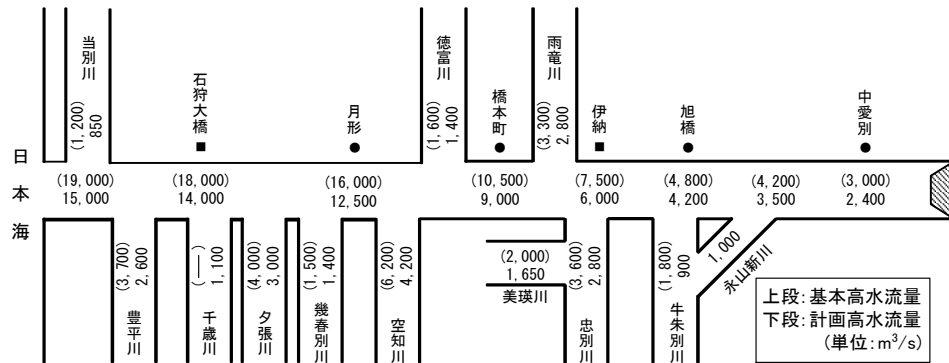 当別川
(1,200)
850
石狩大橋
月形
徳富川
(1,600)
1,400
橋本町
雨竜川
(3,300)
2,800
伊納
旭橋
中愛別
日本海
(19,000)
15,000
(18,000)
14,000
(16,000)
12,500
(10,500)
9,000
(7,500)
6,000
(4,800)
4,200
(4,200)
3,500
(3,000)
2,400
(3,700)
2,600
豊平川
(―)
1,100
千歳川
(4,000)
3,000
夕張川
(1,500)
1,400
幾春別川
(6,200)
4,200
空知川
(2,000)
1,650
美瑛川
(3,600)
2,800
忠別川
(1,800)
900
牛朱別川
1,000
永山新川
上段:基本高水流量
下段:計画高水流量
(単位:m³/s)